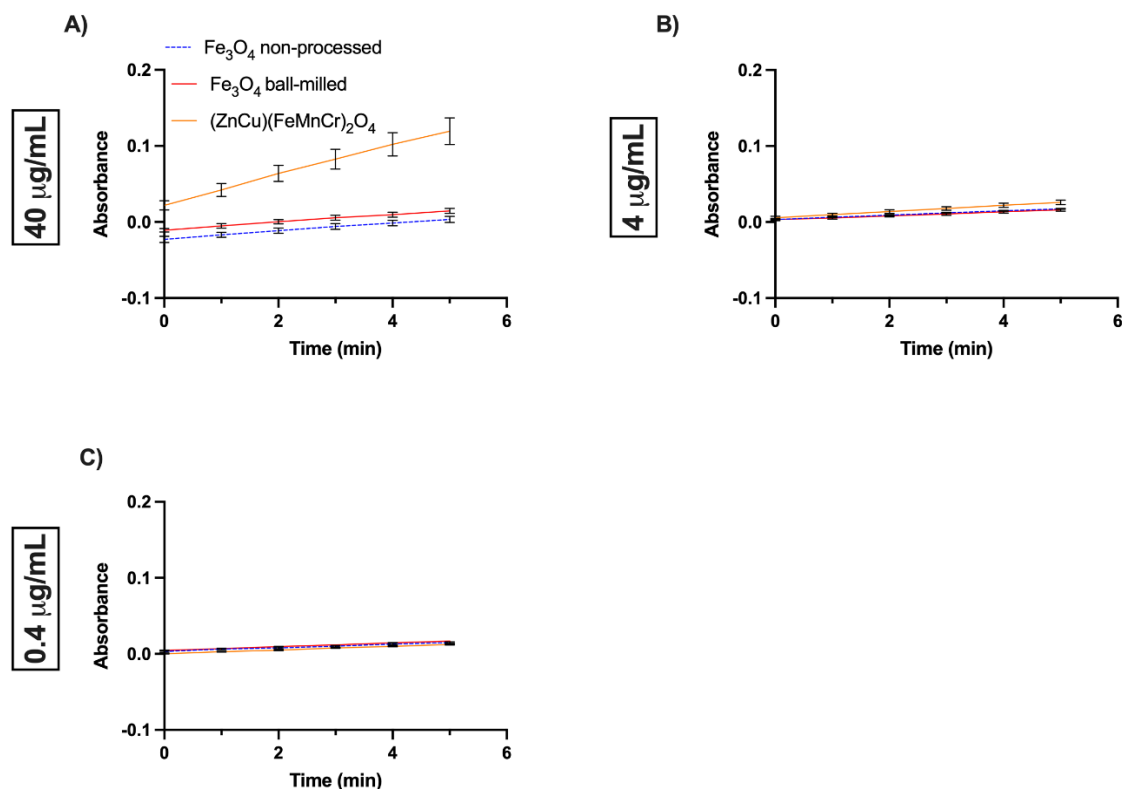 A)
40 μg/mL
Fe₃O₄ non-processed
Fe₃O₄ ball-milled
(ZnCu)(FeMnCr)₂O₄
Absorbance
0.2
0.1
0.0
-0.1
0 2 4 6
Time (min)
B)
4 μg/mL
Absorbance
0.2
0.1
0.0
-0.1
0 2 4 6
Time (min)
C)
0.4 μg/mL
Absorbance
0.2
0.1
0.0
-0.1
0 2 4 6
Time (min)